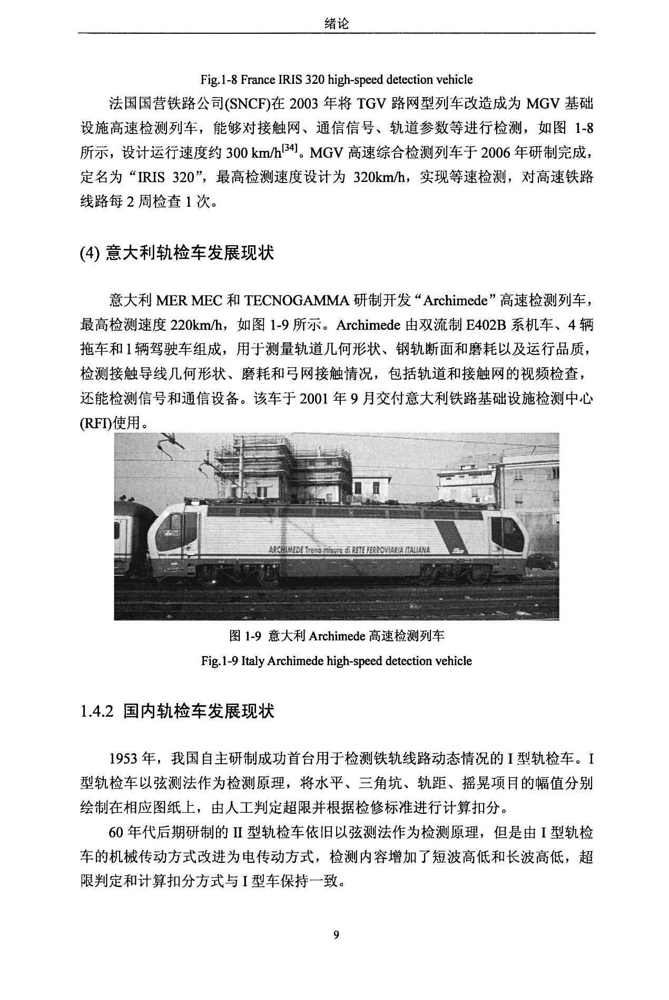 绪论
Fig.1-8 France IRIS 320 high-speed detection vehicle
法国国营铁路公司(SNCF)在 2003 年将 TGV 路网型列车改造成为 MGV 基础
设施高速检测列车，能够对接触网、通信信号、轨道参数等进行检测，如图 1-8
所示，设计运行速度约 300 km/h[34]。MGV 高速综合检测列车于 2006 年研制完成，
定名为“IRIS 320”，最高检测速度设计为 320km/h，实现等速检测，对高速铁路
线路每 2 周检查 1 次。
(4) 意大利轨检车发展现状
意大利 MER MEC 和 TECNOGAMMA 研制开发“Archimede”高速检测列车，
最高检测速度 220km/h，如图 1-9 所示。Archimede 由双流制 E402B 系机车、4 辆
拖车和 1 辆驾驶车组成，用于测量轨道几何形状、钢轨断面和磨耗以及运行品质，
检测接触导线几何形状、磨耗和弓网接触情况，包括轨道和接触网的视频检查，
还能检测信号和通信设备。该车于 2001 年 9 月交付意大利铁路基础设施检测中心
(RFI)使用。
ARCHIMEDE Treno misure di RETE FERROVIARIA ITALIANA
图 1-9 意大利 Archimede 高速检测列车
Fig.1-9 Italy Archimede high-speed detection vehicle
1.4.2 国内轨检车发展现状
1953 年，我国自主研制成功首台用于检测铁轨线路动态情况的 I 型轨检车。I
型轨检车以弦测法作为检测原理，将水平、三角坑、轨距、摇晃项目的幅值分别
绘制在相应图纸上，由人工判定超限并根据检修标准进行计算扣分。
60 年代后期研制的 II 型轨检车依旧以弦测法作为检测原理，但是由 I 型轨检
车的机械传动方式改进为电传动方式，检测内容增加了短波高低和长波高低，超
限判定和计算扣分方式与 I 型车保持一致。
9